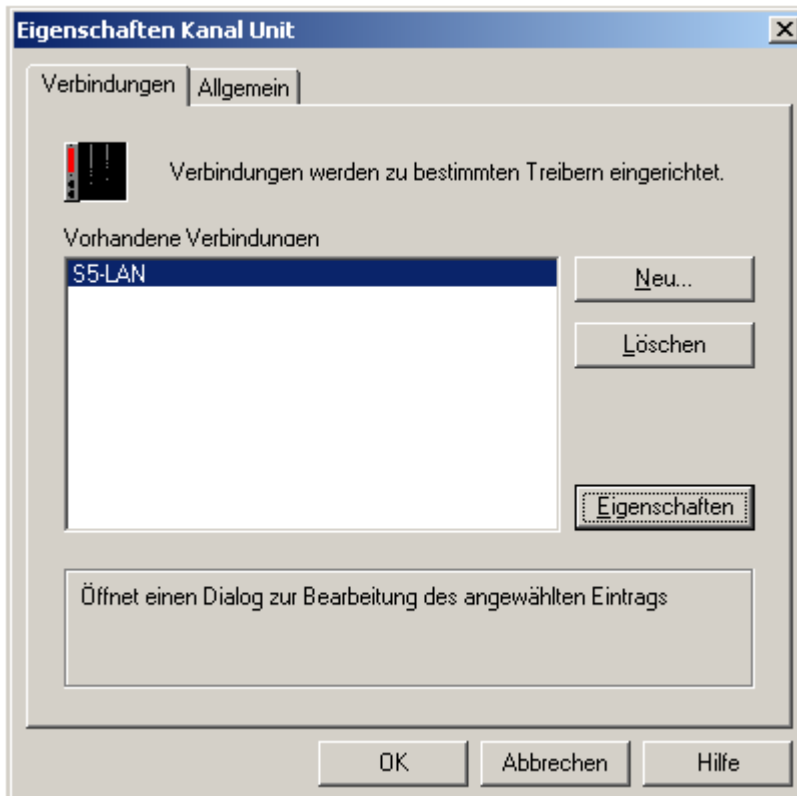 Eigenschaften Kanal Unit
Verbindungen
Allgemein
Verbindungen werden zu bestimmten Treibern eingerichtet.
Vorhandene Verbindungen
S5-LAN
Neu...
Löschen
Eigenschaften
Öffnet einen Dialog zur Bearbeitung des angewählten Eintrags
OK
Abbrechen
Hilfe